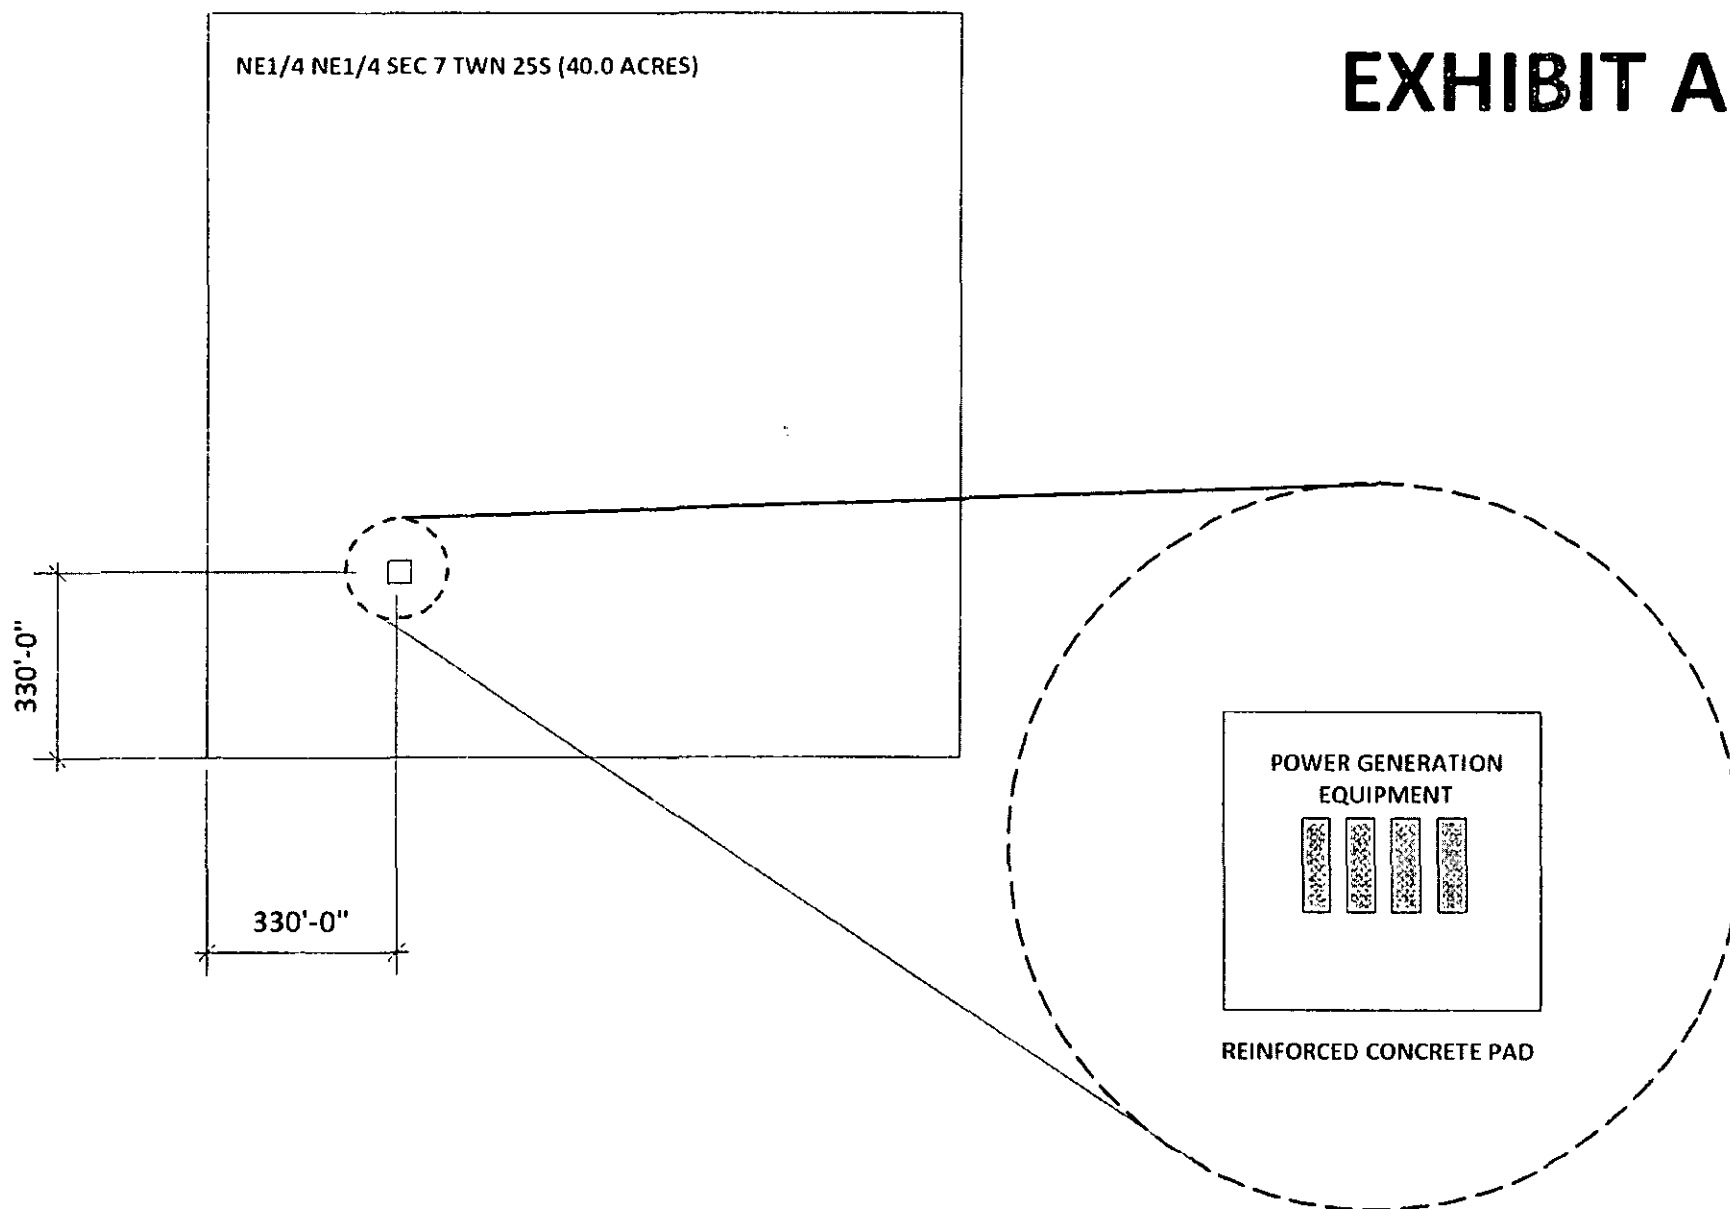 NE1/4 NE1/4 SEC 7 TWN 25S (40.0 ACRES)
EXHIBIT A
330'-0"
330'-0"
POWER GENERATION
EQUIPMENT
REINFORCED CONCRETE PAD